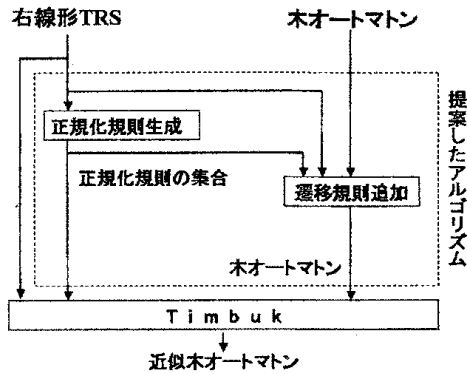 右線形TRS
木オートマトン
正規化規則生成
正規化規則の集合
遷移規則追加
木オートマトン
提案したアルゴリズム
Timbuk
近似木オートマトン